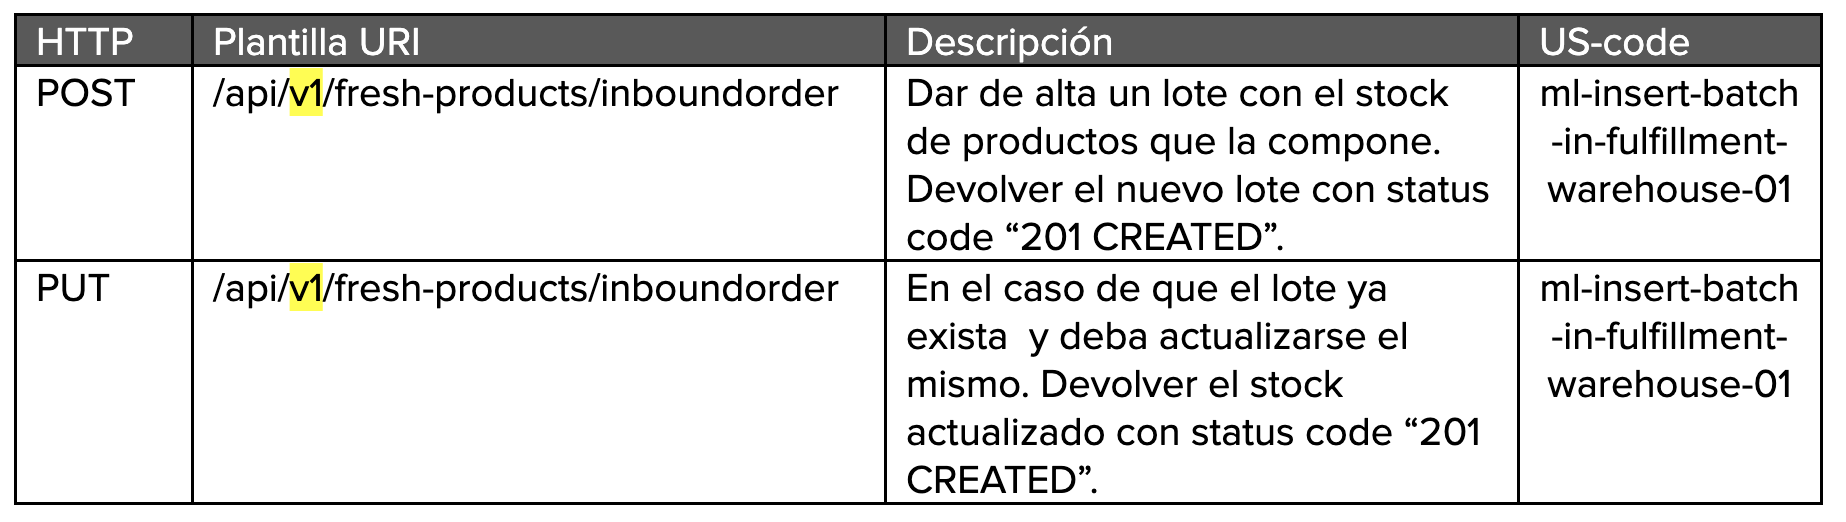 HTTP Plantilla URI Descripción US-code
POST /api/v1/fresh-products/inboundorder Dar de alta un lote con el stock ml-insert-batch
de productos que la compone. -in-fulfillment-
Devolver el nuevo lote con status warehouse-01
code “201 CREATED”.
PUT /api/v1/fresh-products/inboundorder En el caso de que el lote ya ml-insert-batch
exista  y deba actualizarse el -in-fulfillment-
mismo. Devolver el stock warehouse-01
actualizado con status code “201
CREATED”.